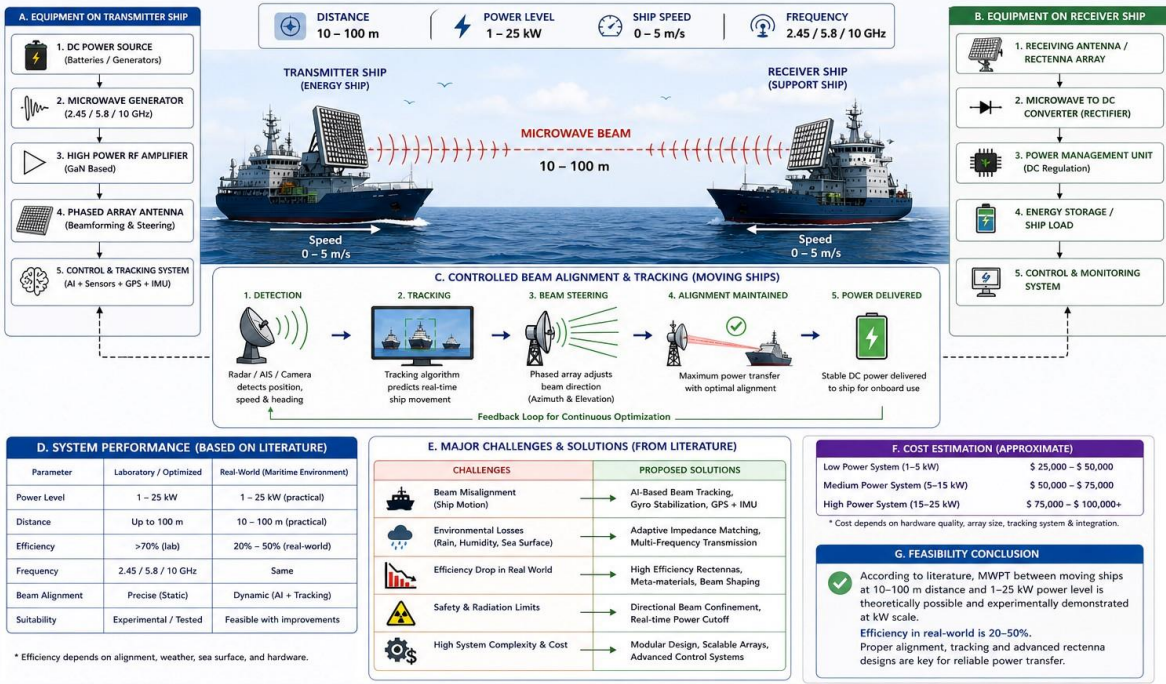 A. EQUIPMENT ON TRANSMITTER SHIP
1. DC POWER SOURCE
(Batteries / Generators)
2. MICROWAVE GENERATOR
(2.45 / 5.8 / 10 GHz)
3. HIGH POWER RF AMPLIFIER
(GaN Based)
4. PHASED ARRAY ANTENNA
(Beamforming & Steering)
5. CONTROL & TRACKING SYSTEM
(AI + Sensors + GPS + IMU)
DISTANCE
10 – 100 m
POWER LEVEL
1 – 25 kW
SHIP SPEED
0 – 5 m/s
FREQUENCY
2.45 / 5.8 / 10 GHz
TRANSMITTER SHIP
(ENERGY SHIP)
RECEIVER SHIP
(SUPPORT SHIP)
MICROWAVE BEAM
10 – 100 m
Speed
0 – 5 m/s
Speed
0 – 5 m/s
B. EQUIPMENT ON RECEIVER SHIP
1. RECEIVING ANTENNA /
RECTENNA ARRAY
2. MICROWAVE TO DC
CONVERTER (RECTIFIER)
3. POWER MANAGEMENT UNIT
(DC Regulation)
4. ENERGY STORAGE /
SHIP LOAD
5. CONTROL & MONITORING
SYSTEM
C. CONTROLLED BEAM ALIGNMENT & TRACKING (MOVING SHIPS)
1. DETECTION
Radar / AIS / Camera
detects position,
speed & heading
2. TRACKING
Tracking algorithm
predicts real-time
ship movement
3. BEAM STEERING
Phased array adjusts
beam direction
(Azimuth & Elevation)
4. ALIGNMENT MAINTAINED
Maximum power transfer
with optimal alignment
5. POWER DELIVERED
Stable DC power delivered
to ship for onboard use
Feedback Loop for Continuous Optimization
D. SYSTEM PERFORMANCE (BASED ON LITERATURE)
Parameter Laboratory / Optimized Real-World (Maritime Environment)
Power Level 1 – 25 kW 1 – 25 kW (practical)
Distance Up to 100 m 10 – 100 m (practical)
Efficiency >70% (lab) 20% – 50% (real-world)
Frequency 2.45 / 5.8 / 10 GHz Same
Beam Alignment Precise (Static) Dynamic (AI + Tracking)
Suitability Experimental / Tested Feasible with improvements
* Efficiency depends on alignment, weather, sea surface, and hardware.
E. MAJOR CHALLENGES & SOLUTIONS (FROM LITERATURE)
CHALLENGES PROPOSED SOLUTIONS
Beam Misalignment
(Ship Motion)
AI-Based Beam Tracking,
Gyro Stabilization, GPS + IMU
Environmental Losses
(Rain, Humidity, Sea Surface)
Adaptive Impedance Matching,
Multi-Frequency Transmission
Efficiency Drop in Real World
High Efficiency Rectennas,
Meta-materials, Beam Shaping
Safety & Radiation Limits
Directional Beam Confinement,
Real-time Power Cutoff
High System Complexity & Cost
Modular Design, Scalable Arrays,
Advanced Control Systems
F. COST ESTIMATION (APPROXIMATE)
Low Power System (1–5 kW) $ 25,000 – $ 50,000
Medium Power System (5–15 kW) $ 50,000 – $ 75,000
High Power System (15–25 kW) $ 75,000 – $ 100,000+
* Cost depends on hardware quality, array size, tracking system & integration.
G. FEASIBILITY CONCLUSION
According to literature, MWPT between moving ships
at 10–100 m distance and 1–25 kW power level is
theoretically possible and experimentally demonstrated
at kW scale.
Efficiency in real-world is 20–50%.
Proper alignment, tracking and advanced rectenna
designs are key for reliable power transfer.